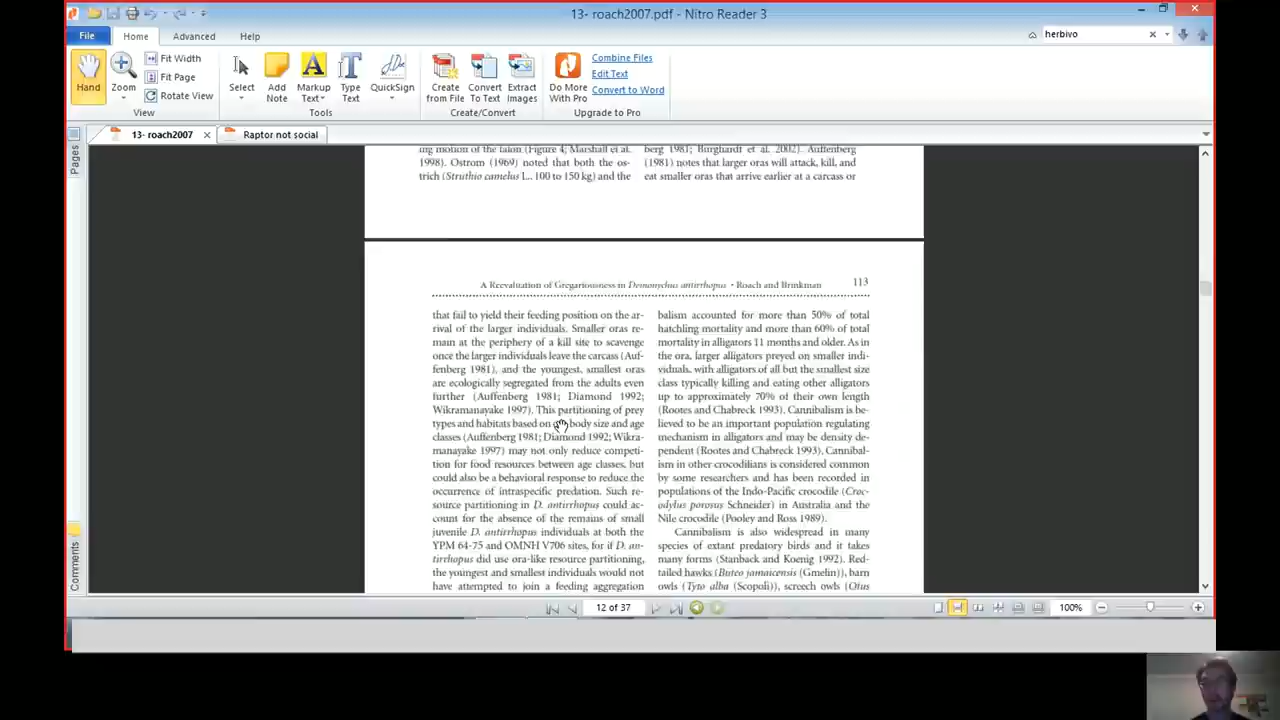 13- roach2007.pdf - Nitro Reader 3
File
Home
Advanced
Help
herbivo
Hand
Zoom
Fit Width
Fit Page
Rotate View
View
Select
Add
Note
Markup
Text
Type
Text
QuickSign
Tools
Create
from File
Convert
To Text
Extract
Images
Create/Convert
Do More
With Pro
Combine Files
Edit Text
Convert to Word
Upgrade to Pro
13- roach2007
Raptor not social
Pages
Comments
ing motion of the talon (Figure 4; Marshall et al.
1998). Ostrom (1969) noted that both the os-
trich (Struthio camelus L., 100 to 150 kg) and the
berg 1981; Burghardt et al. 2002). Auffenberg
(1981) notes that larger oras will attack, kill, and
eat smaller oras that arrive earlier at a carcass or
A Reevaluation of Gregariousness in Deinonychus antirrhopus • Roach and Brinkman
113
that fail to yield their feeding position on the ar-
rival of the larger individuals. Smaller oras re-
main at the periphery of a kill site to scavenge
once the larger individuals leave the carcass (Auf-
fenberg 1981), and the youngest, smallest oras
are ecologically segregated from the adults even
further (Auffenberg 1981; Diamond 1992;
Wikramanayake 1997). This partitioning of prey
types and habitats based on body size and age
classes (Auffenberg 1981; Diamond 1992; Wikra-
manayake 1997) may not only reduce competi-
tion for food resources between age classes, but
could also be a behavioral response to reduce the
occurrence of intraspecific predation. Such re-
source partitioning in D. antirrhopus could ac-
count for the absence of the remains of small
juvenile D. antirrhopus individuals at both the
YPM 64-75 and OMNH V706 sites, for if D. an-
tirrhopus did use ora-like resource partitioning,
the youngest and smallest individuals would not
have attempted to join a feeding aggregation
balism accounted for more than 50% of total
hatchling mortality and more than 60% of total
mortality in alligators 11 months and older. As in
the ora, larger alligators preyed on smaller indi-
viduals, with alligators of all but the smallest size
class typically killing and eating other alligators
up to approximately 70% of their own length
(Rootes and Chabreck 1993). Cannibalism is be-
lieved to be an important population regulating
mechanism in alligators and may be density de-
pendent (Rootes and Chabreck 1993). Cannibal-
ism in other crocodilians is considered common
by some researchers and has been recorded in
populations of the Indo-Pacific crocodile (Croc-
odylus porosus Schneider) in Australia and the
Nile crocodile (Pooley and Ross 1989).
Cannibalism is also widespread in many
species of extant predatory birds and it takes
many forms (Stanback and Koenig 1992). Red-
tailed hawks (Buteo jamaicensis (Gmelin)), barn
owls (Tyto alba (Scopoli)), screech owls (Otus
12 of 37
100%